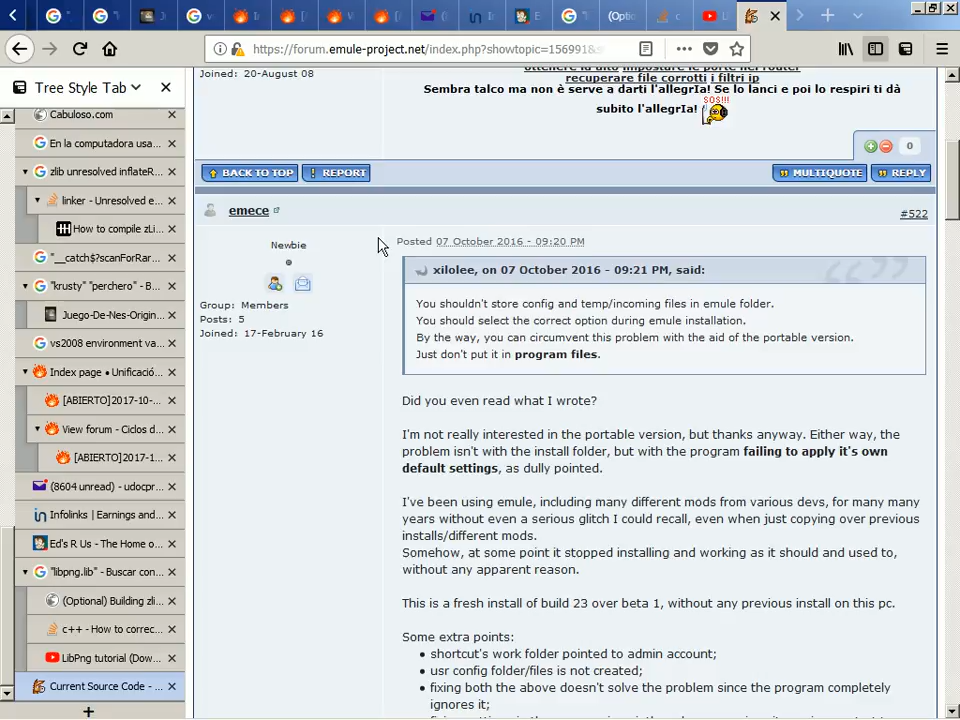 (Optio
https://forum.emule-project.net/index.php?showtopic=156991&s
Tree Style Tab
Cabuloso.com
En la computadora usa...
zlib unresolved inflateR...
linker - Unresolved e...
How to compile zLi...
"__catch$?scanForRar...
"krusty" "perchero" - B...
Juego-De-Nes-Origin...
vs2008 environment va...
Index page • Unificació...
[ABIERTO]2017-10-...
View forum - Ciclos d...
[ABIERTO]2017-1...
(8604 unread) - udocpr...
Infolinks | Earnings and...
Ed's R Us - The Home o...
"libpng.lib" - Buscar con...
(Optional) Building zli...
c++ - How to correc...
LibPng tutorial (Dow...
Current Source Code - ...
Joined: 20-August 08
ottenere id alto impostare le porte nel router
recuperare file corrotti i filtri ip
Sembra talco ma non è serve a darti l'allegrIa! Se lo lanci e poi lo respiri ti dà
subito l'allegrIa!
SOS!!!
0
BACK TO TOP
! REPORT
MULTIQUOTE
REPLY
emece
#522
Newbie
Group: Members
Posts: 5
Joined: 17-February 16
Posted 07 October 2016 - 09:20 PM
xilolee, on 07 October 2016 - 09:21 PM, said:
You shouldn't store config and temp/incoming files in emule folder.
You should select the correct option during emule installation.
By the way, you can circumvent this problem with the aid of the portable version.
Just don't put it in program files.
Did you even read what I wrote?
I'm not really interested in the portable version, but thanks anyway. Either way, the
problem isn't with the install folder, but with the program failing to apply it's own
default settings, as dully pointed.
I've been using emule, including many different mods from various devs, for many many
years without even a serious glitch I could recall, even when just copying over previous
installs/different mods.
Somehow, at some point it stopped installing and working as it should and used to,
without any apparent reason.
This is a fresh install of build 23 over beta 1, without any previous install on this pc.
Some extra points:
• shortcut's work folder pointed to admin account;
• usr config folder/files is not created;
• fixing both the above doesn't solve the problem since the program completely
ignores it;